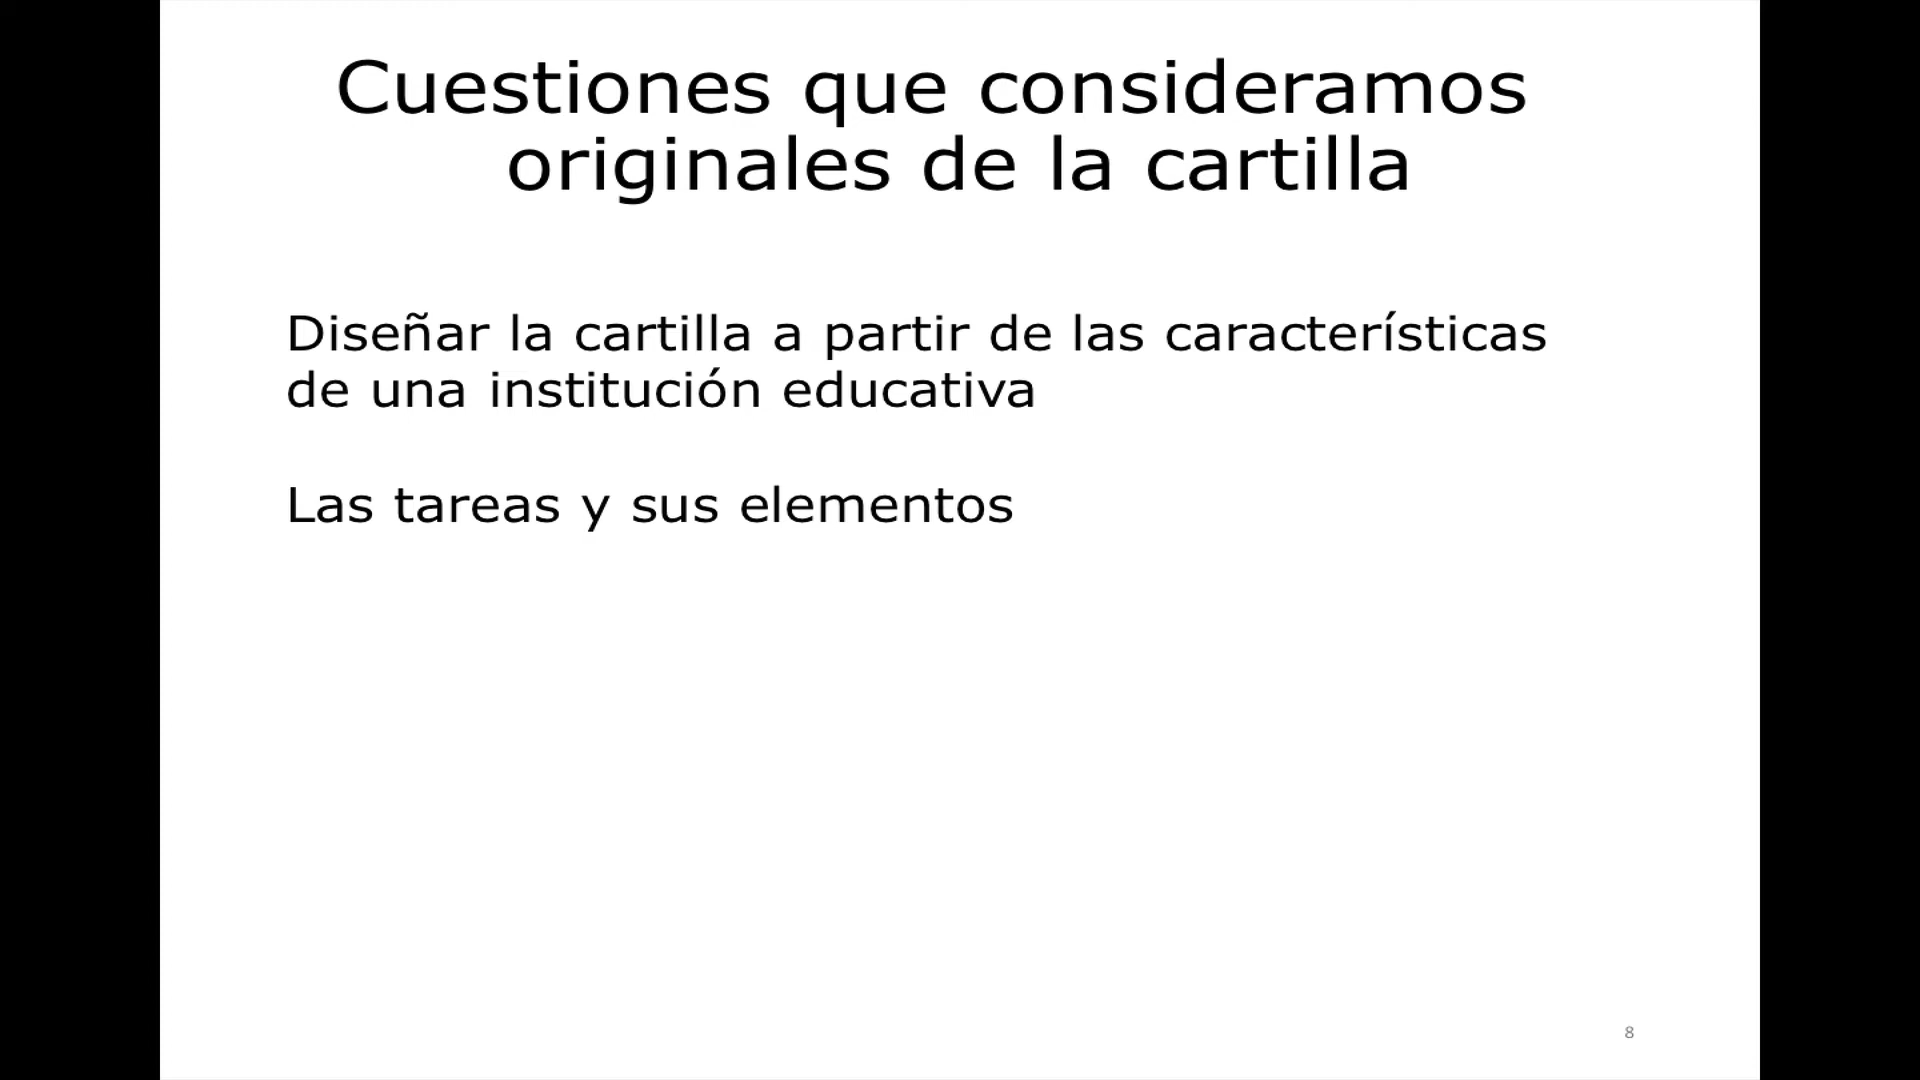 Cuestiones que consideramos
originales de la cartilla
Diseñar la cartilla a partir de las características
de una institución educativa
Las tareas y sus elementos
8